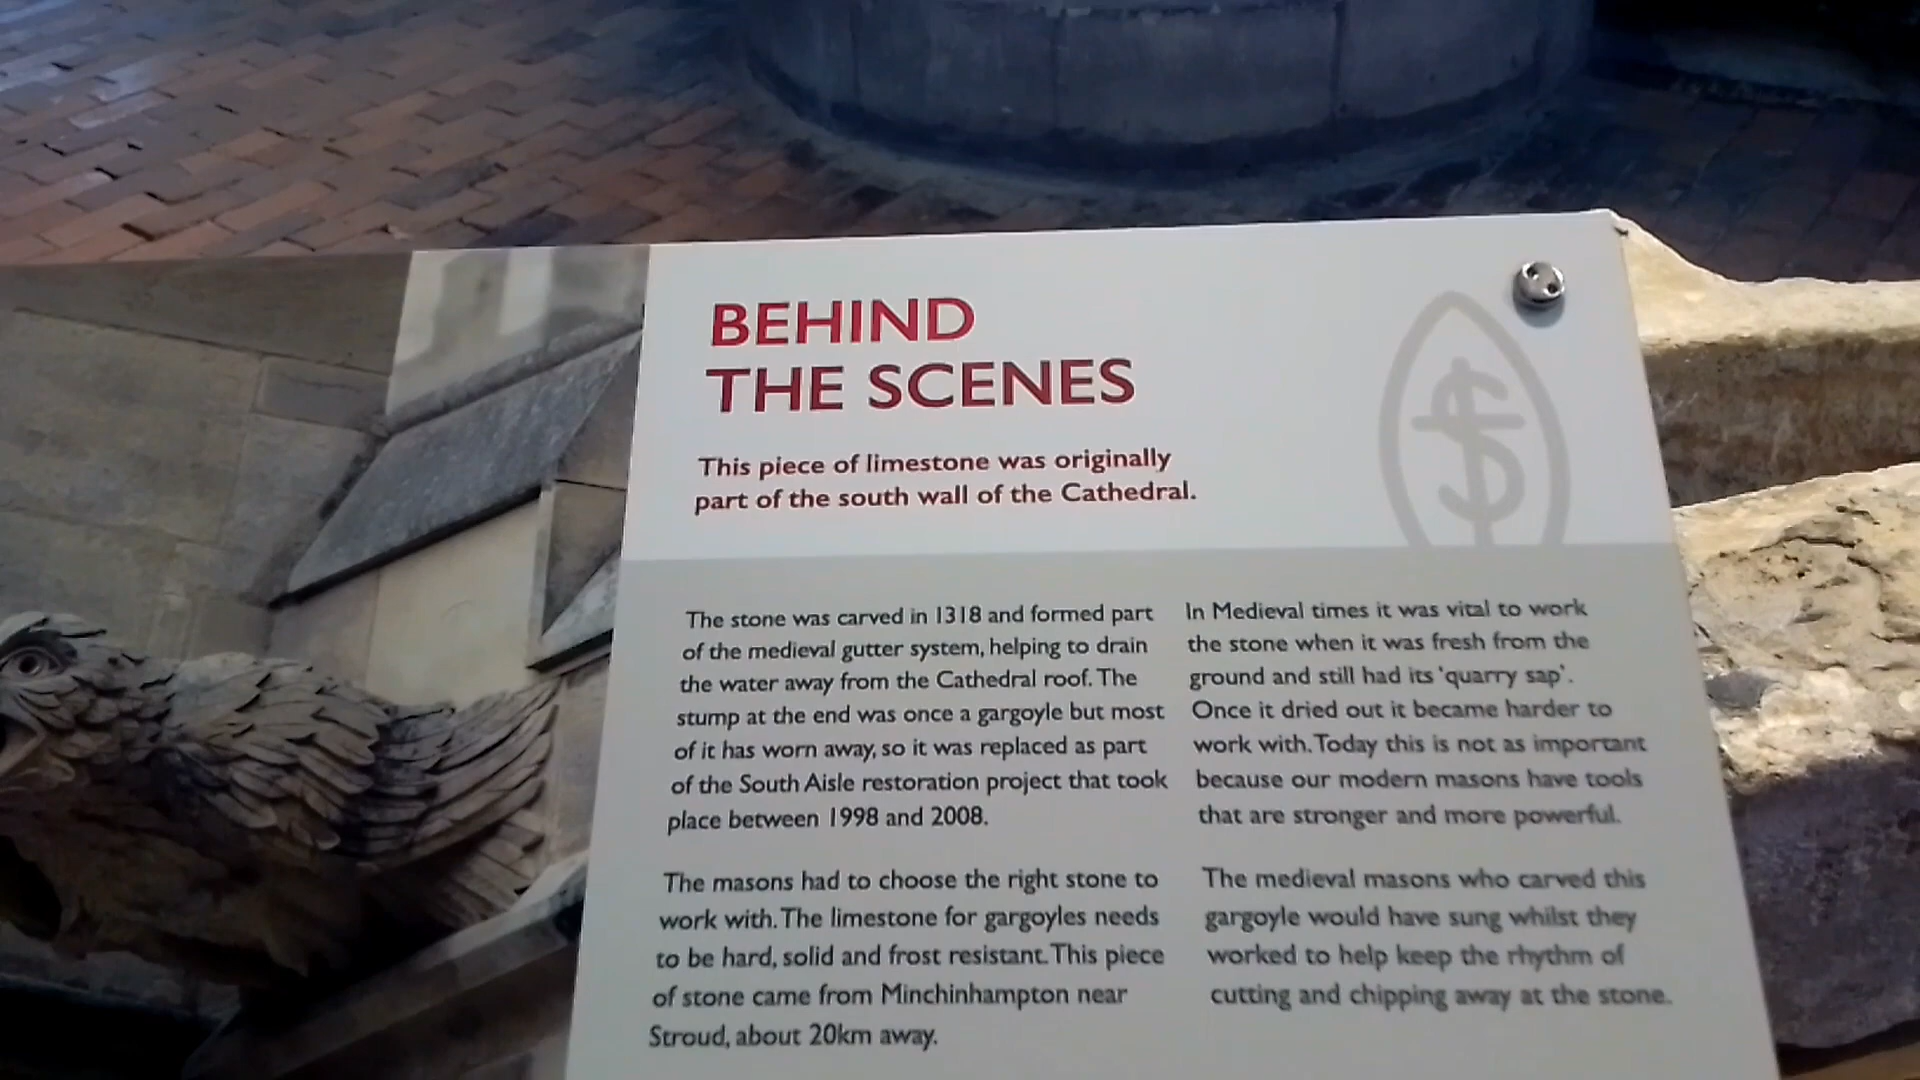 BEHIND
THE SCENES
This piece of limestone was originally
part of the south wall of the Cathedral.
The stone was carved in 1318 and formed part
of the medieval gutter system, helping to drain
the water away from the Cathedral roof. The
stump at the end was once a gargoyle but most
of it has worn away, so it was replaced as part
of the South Aisle restoration project that took
place between 1998 and 2008.
The masons had to choose the right stone to
work with. The limestone for gargoyles needs
to be hard, solid and frost resistant. This piece
of stone came from Minchinhampton near
Stroud, about 20km away.
In Medieval times it was vital to work
the stone when it was fresh from the
ground and still had its 'quarry sap'.
Once it dried out it became harder to
work with. Today this is not as important
because our modern masons have tools
that are stronger and more powerful.
The medieval masons who carved this
gargoyle would have sung whilst they
worked to help keep the rhythm of
cutting and chipping away at the stone.